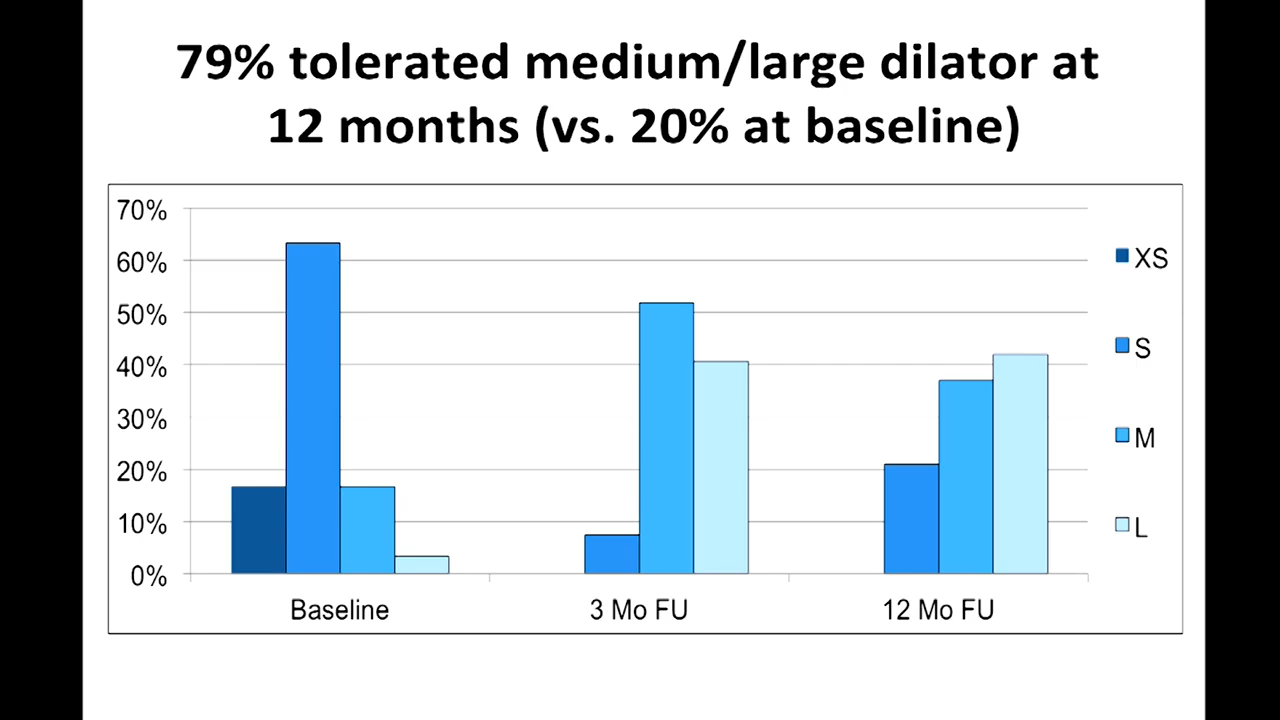 79% tolerated medium/large dilator at
12 months (vs. 20% at baseline)
70%
60%
50%
40%
30%
20%
10%
0%
Baseline
3 Mo FU
12 Mo FU
XS
S
M
L